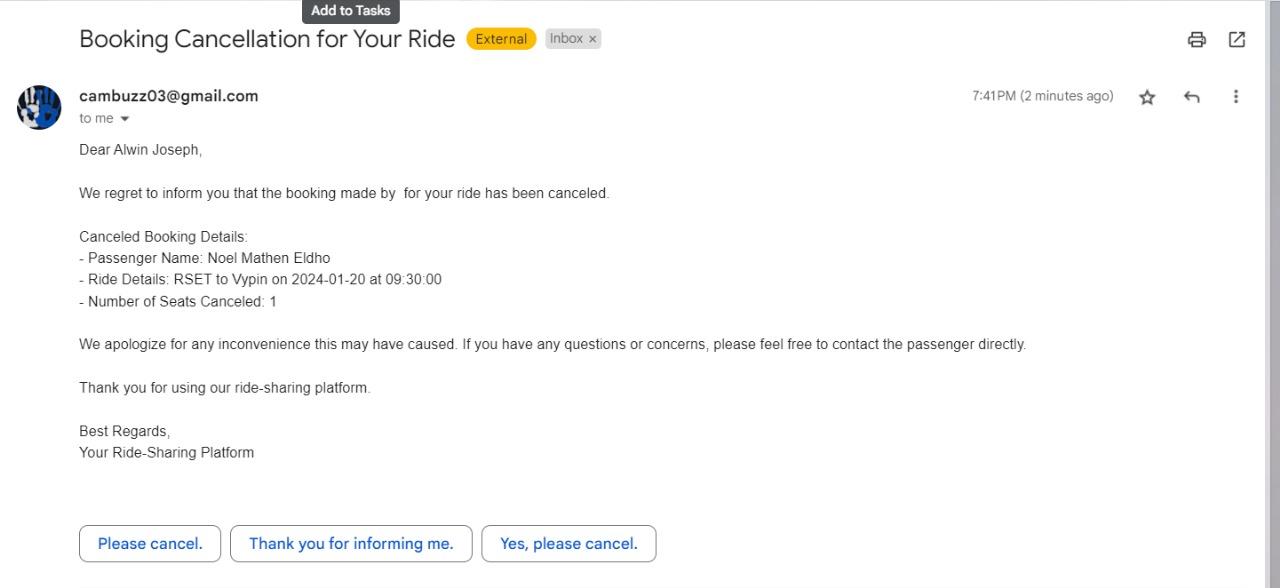 Add to Tasks
Booking Cancellation for Your Ride External Inbox ×
cambuzz03@gmail.com 7:41 PM (2 minutes ago)
to me
Dear Alwin Joseph,
We regret to inform you that the booking made by  for your ride has been canceled.
Canceled Booking Details:
- Passenger Name: Noel Mathen Eldho
- Ride Details: RSET to Vypin on 2024-01-20 at 09:30:00
- Number of Seats Canceled: 1
We apologize for any inconvenience this may have caused. If you have any questions or concerns, please feel free to contact the passenger directly.
Thank you for using our ride-sharing platform.
Best Regards,
Your Ride-Sharing Platform
Please cancel. Thank you for informing me. Yes, please cancel.